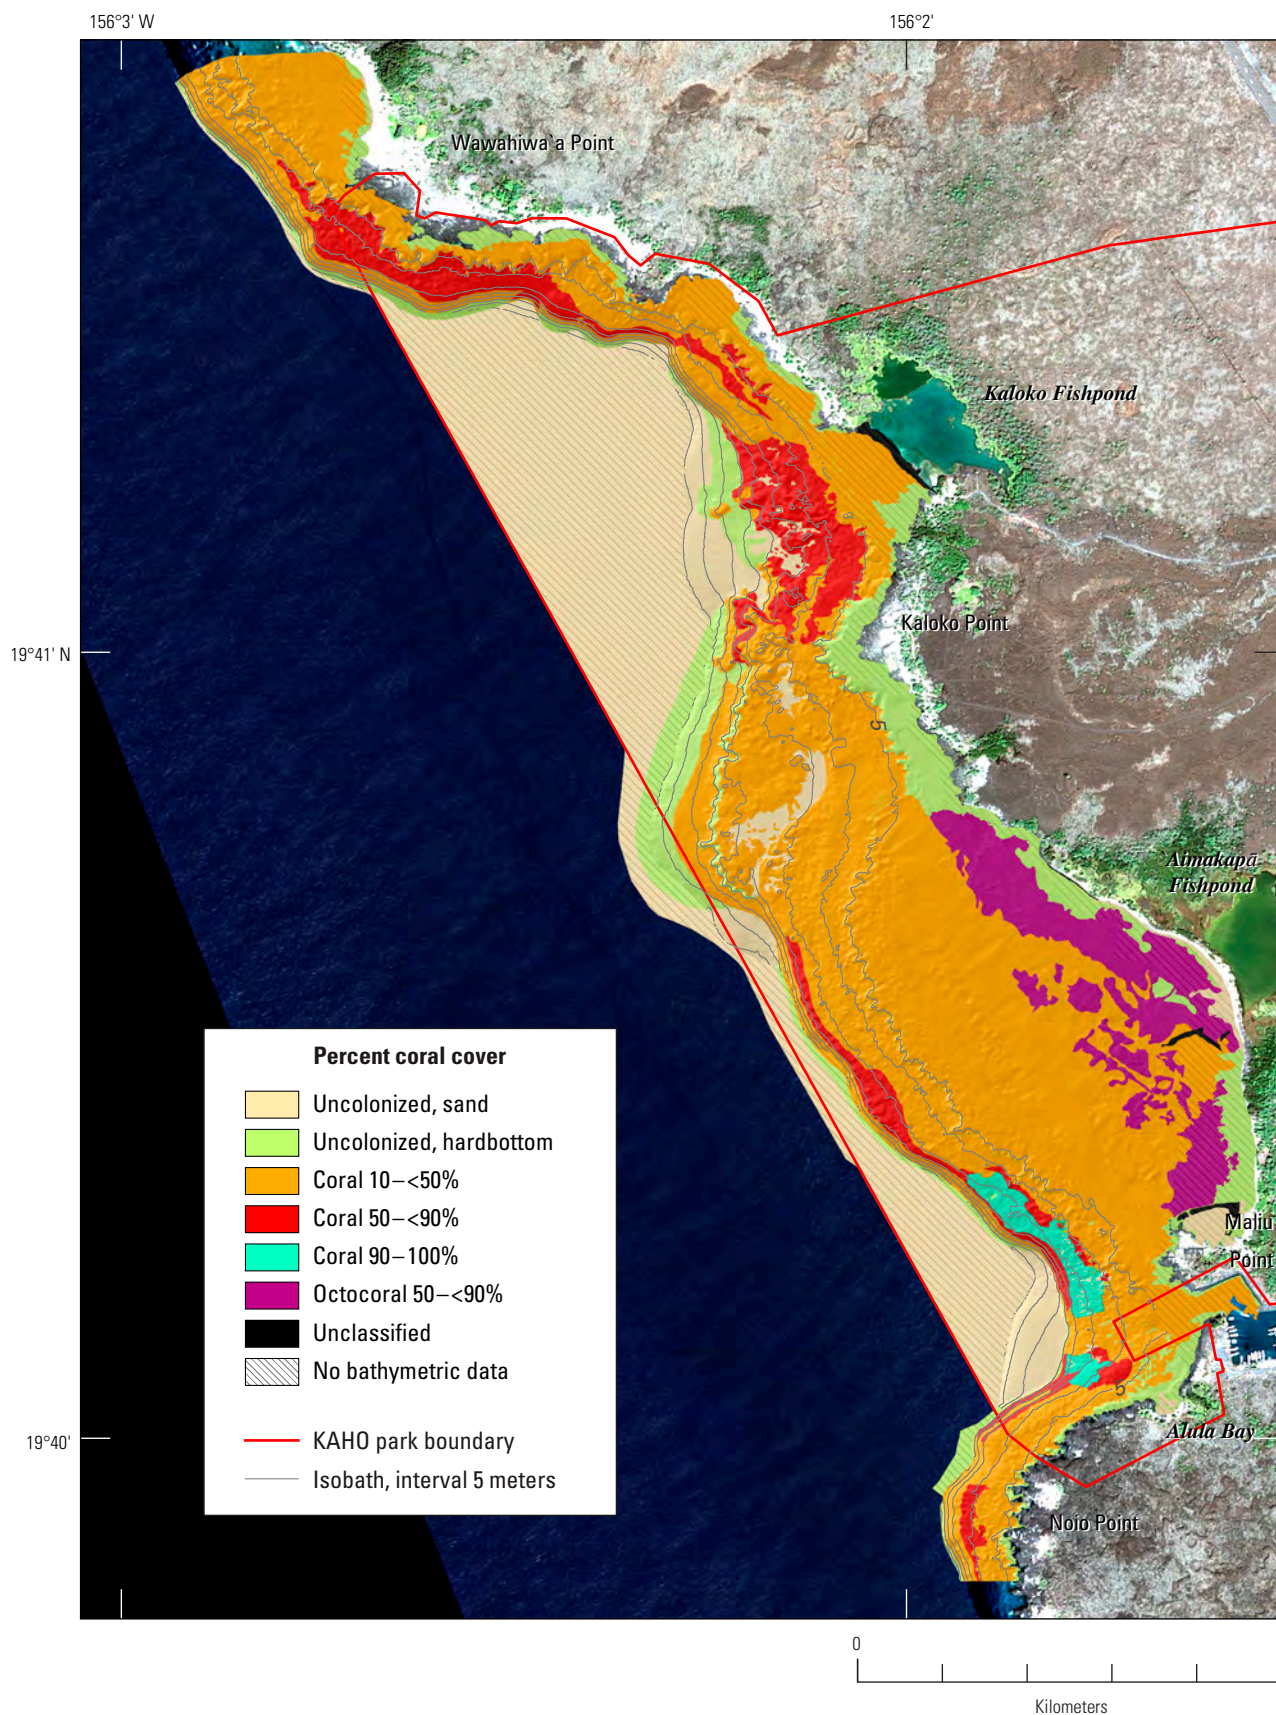 156°3' W
156°2'
Wawahiwa`a Point
Kaloko Fishpond
Kaloko Point
19°41' N
5
`Aimakapā
Fishpond
Percent coral cover
Uncolonized, sand
Uncolonized, hardbottom
Coral 10–<50%
Coral 50–<90%
Coral 90–100%
Octocoral 50–<90%
Unclassified
No bathymetric data
KAHO park boundary
Isobath, interval 5 meters
Maliu
Point
5
19°40'
Alula Bay
Noio Point
0
Kilometers